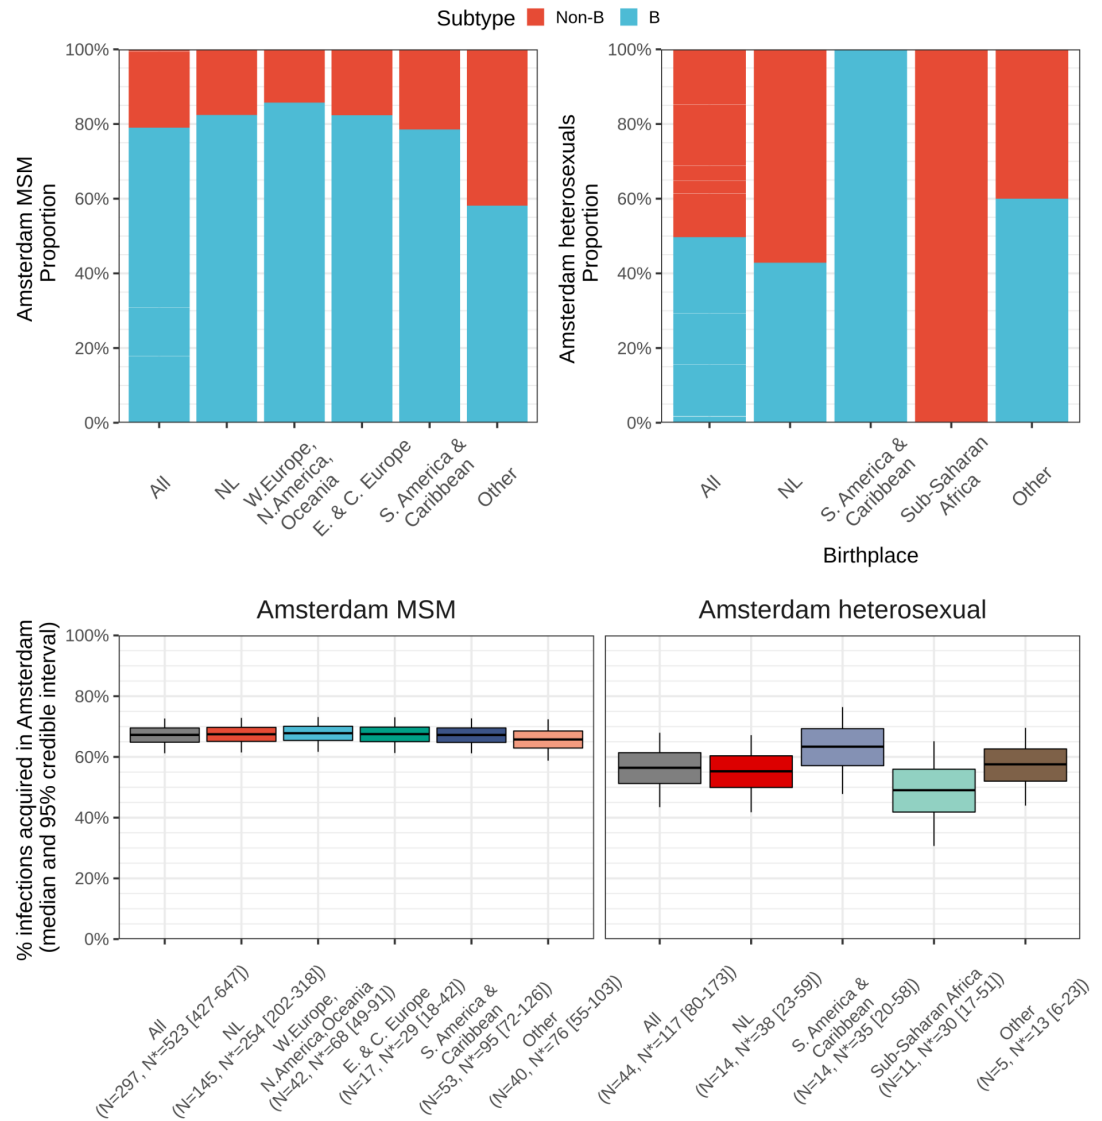 Subtype Non-B B
Amsterdam MSM
Proportion
100%
80%
60%
40%
20%
0%
All
NL
W.Europe,
N.America,
Oceania
E. & C. Europe
S. America &
Caribbean
Other
Amsterdam heterosexuals
Proportion
100%
80%
60%
40%
20%
0%
All
NL
S. America &
Caribbean
Sub-Saharan
Africa
Other
Birthplace
% infections acquired in Amsterdam
(median and 95% credible interval)
Amsterdam MSM
100%
80%
60%
40%
20%
0%
All
(N=297, N*=523 [427-647])
NL
(N=145, N*=254 [202-318])
W.Europe,
N.America,Oceania
(N=42, N*=68 [49-91])
E. & C. Europe
(N=17, N*=29 [18-42])
S. America &
Caribbean
(N=53, N*=95 [72-126])
Other
(N=40, N*=76 [55-103])
Amsterdam heterosexual
All
(N=44, N*=117 [80-173])
NL
(N=14, N*=38 [23-59])
S. America &
Caribbean
(N=14, N*=35 [20-58])
Sub-Saharan Africa
(N=11, N*=30 [17-51])
Other
(N=5, N*=13 [6-23])